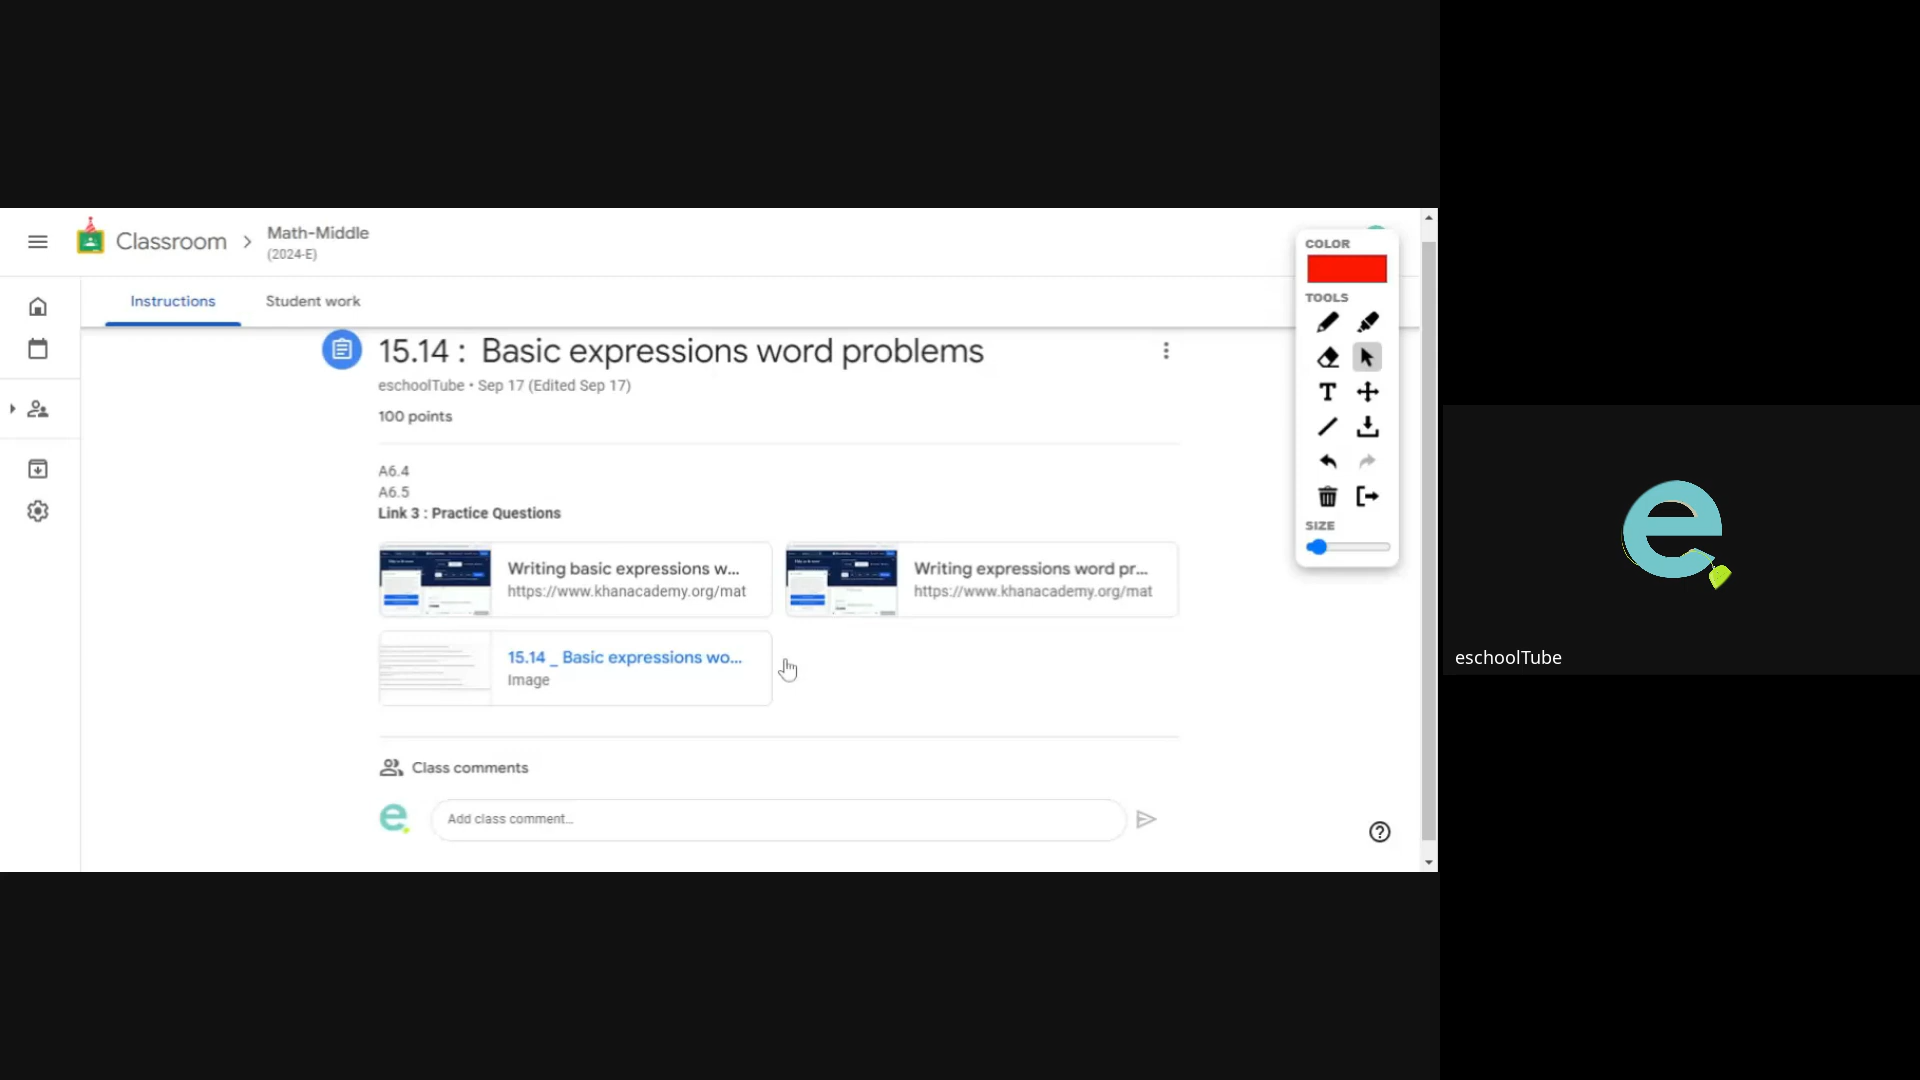 Classroom
Math-Middle
(2024-E)
Instructions
Student work
15.14 : Basic expressions word problems
eschoolTube • Sep 17 (Edited Sep 17)
100 points
A6.4
A6.5
Link 3 : Practice Questions
Writing basic expressions w...
https://www.khanacademy.org/mat
Writing expressions word pr...
https://www.khanacademy.org/mat
15.14 _ Basic expressions wo...
Image
Class comments
Add class comment...
COLOR
TOOLS
SIZE
eschoolTube